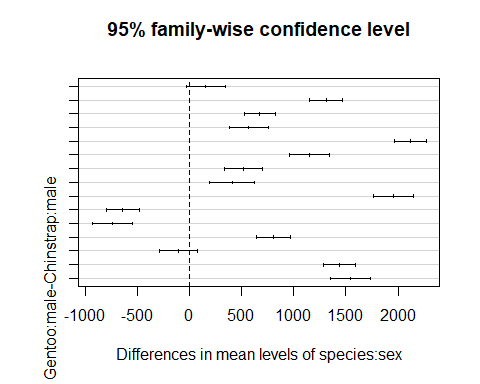 95% family-wise confidence level
Gentoo:male-Chinstrap:male
-1000 -500 0 500 1000 1500 2000
Differences in mean levels of species:sex